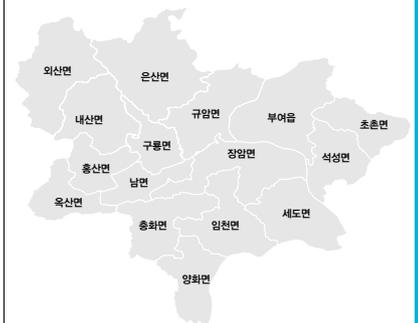 외산면
은산면
내산면
규암면
부여읍
초촌면
구룡면
장암면
석성면
홍산면
남면
옥산면
세도면
충화면
임천면
양화면